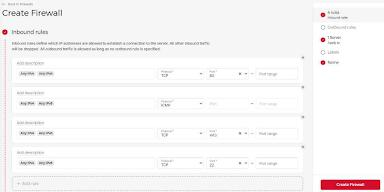 Back to Firewalls
Create Firewall
Inbound rules
Inbound rules define which IP addresses are allowed to establish a connection to the server. All other inbound traffic
will be dropped. All outbound traffic is allowed as long as no outbound rule is specified.
Add description
Any IPv4 Any IPv6 Protocol TCP Port 80 Port range
Add description
Any IPv4 Any IPv6 Protocol ICMP Port Port range
Add description
Any IPv4 Any IPv6 Protocol TCP Port 443 Port range
Add description
Any IPv4 Any IPv6 Protocol TCP Port 22 Port range
+ Add rule
4 rules
Inbound rules
Outbound rules
1 Server
Apply to
Labels
Name
Create Firewall